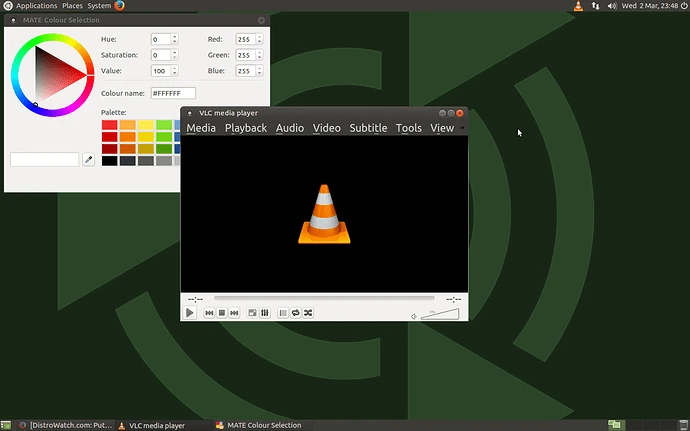 Applications Places System
Wed 2 Mar, 23:48
MATE Colour Selection
Hue: 0 Red: 255
Saturation: 0 Green: 255
Value: 100 Blue: 255
Colour name: #FFFFFF
Palette:
VLC media player
Media Playback Audio Video Subtitle Tools View
--:-- --:--
[DistroWatch.com: Put... VLC media player MATE Colour Selection